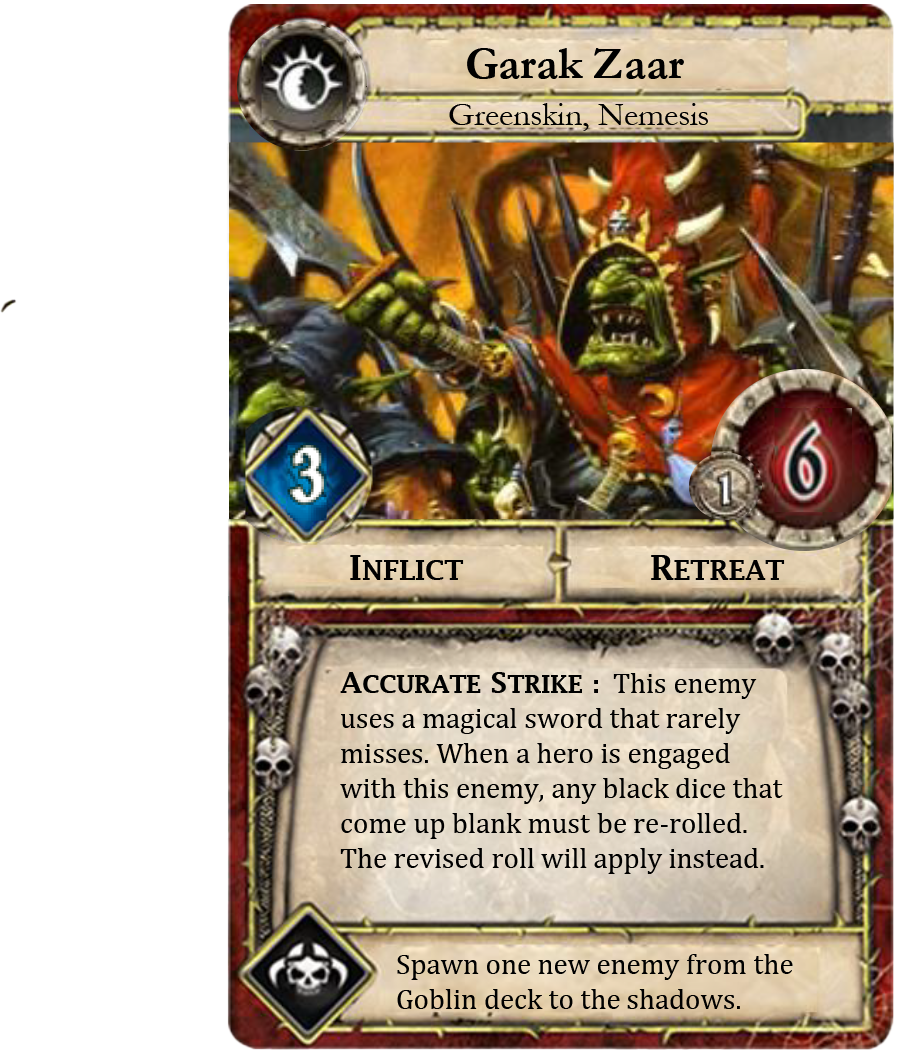 Garak Zaar
Greenskin, Nemesis
3
1
6
INFLICT
RETREAT
ACCURATE STRIKE : This enemy
uses a magical sword that rarely
misses. When a hero is engaged
with this enemy, any black dice that
come up blank must be re-rolled.
The revised roll will apply instead.
Spawn one new enemy from the
Goblin deck to the shadows.